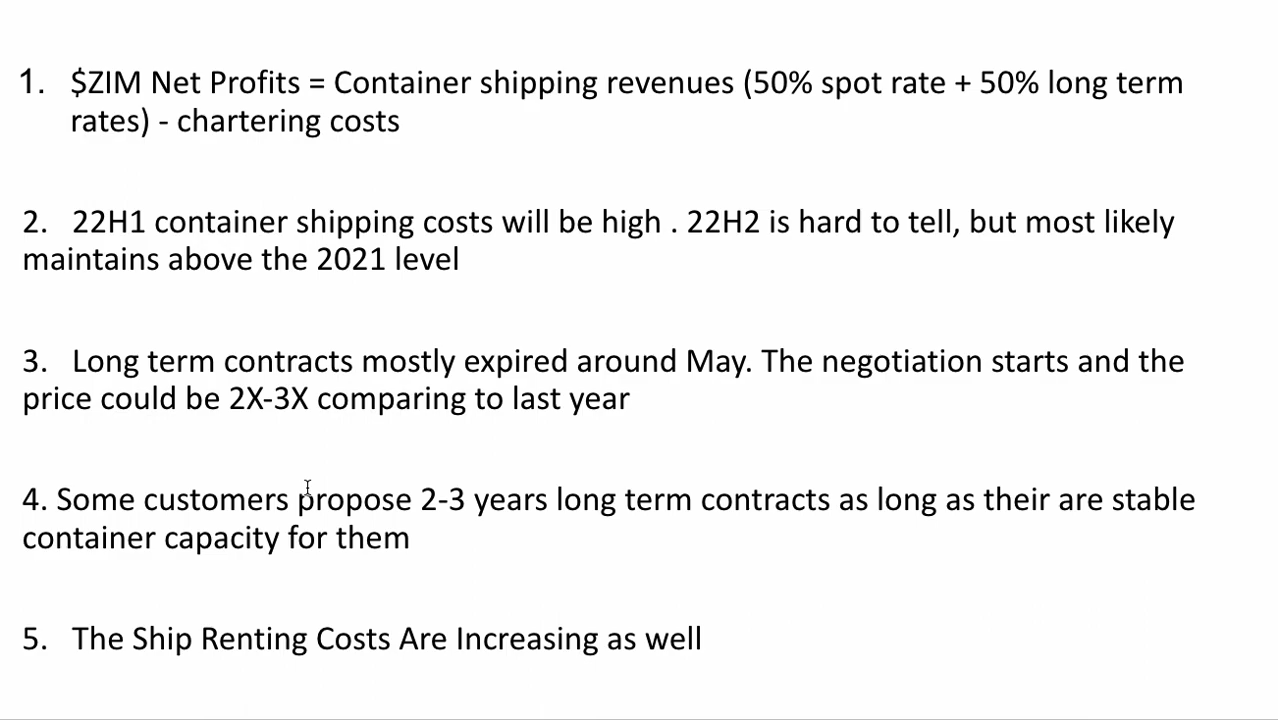 1. $ZIM Net Profits = Container shipping revenues (50% spot rate + 50% long term
rates) - chartering costs
2. 22H1 container shipping costs will be high . 22H2 is hard to tell, but most likely
maintains above the 2021 level
3. Long term contracts mostly expired around May. The negotiation starts and the
price could be 2X-3X comparing to last year
4. Some customers propose 2-3 years long term contracts as long as their are stable
container capacity for them
5. The Ship Renting Costs Are Increasing as well